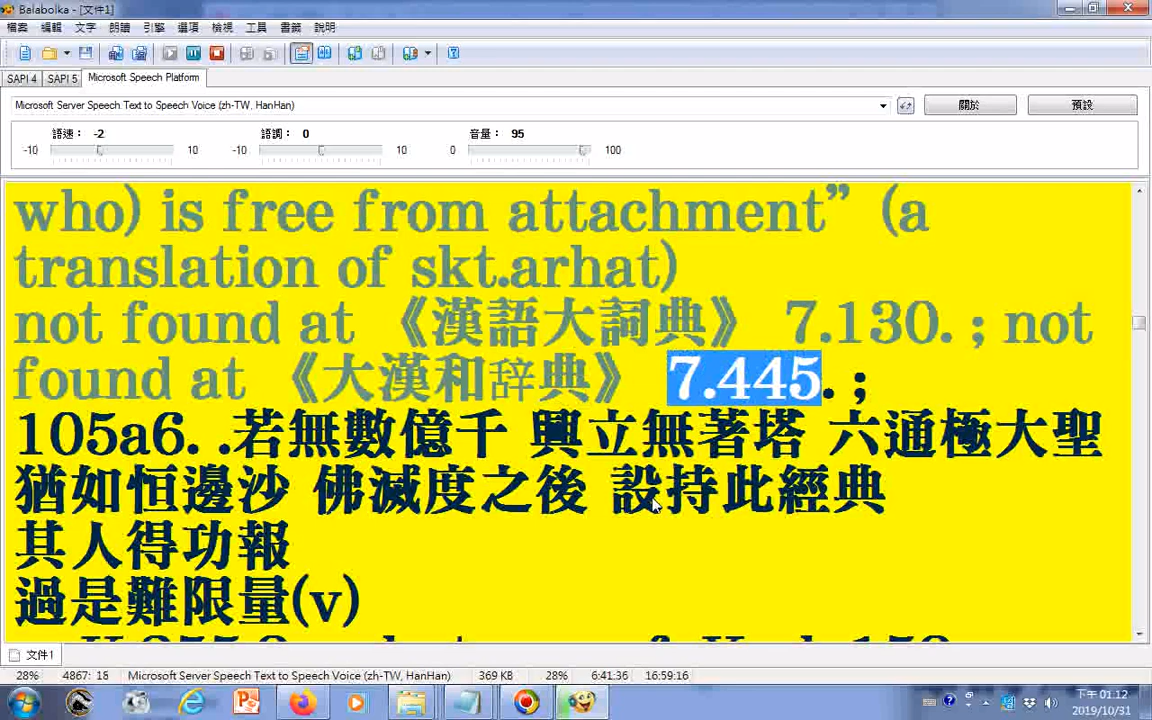 Balabolka - [文件1]
檔案 編輯 文字 朗讀 引擎 選項 檢視 工具 書籤 說明
SAPI 4 SAPI 5 Microsoft Speech Platform
Microsoft Server Speech Text to Speech Voice (zh-TW, HanHan) 關於 預設
語速： -2 語調： 0 音量： 95
-10 10 -10 10 0 100
who) is free from attachment” (a
translation of skt.arhat)
not found at 《漢語大詞典》 7.130. ; not
found at 《大漢和辞典》 7.445. ;
105a6. .若無數億千 興立無著塔 六通極大聖
猶如恒邊沙 佛滅度之後 設持此經典
其人得功報
過是難限量(v)
文件1
28% 4867: 18 Microsoft Server Speech Text to Speech Voice (zh-TW, HanHan) 369 KB 28% 6:41:36 16:59:16
下午 01:12
2019/10/31